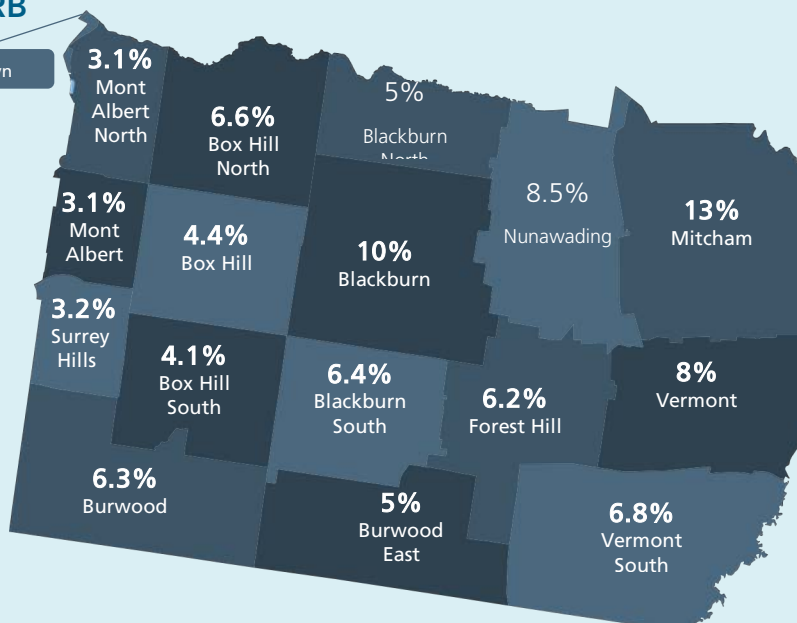 RB
3.1%
Mont
Albert
North
6.6%
Box Hill
North
5%
Blackburn
North
8.5%
Nunawading
13%
Mitcham
3.1%
Mont
Albert
4.4%
Box Hill
10%
Blackburn
3.2%
Surrey
Hills
4.1%
Box Hill
South
6.4%
Blackburn
South
6.2%
Forest Hill
8%
Vermont
6.3%
Burwood
5%
Burwood
East
6.8%
Vermont
South